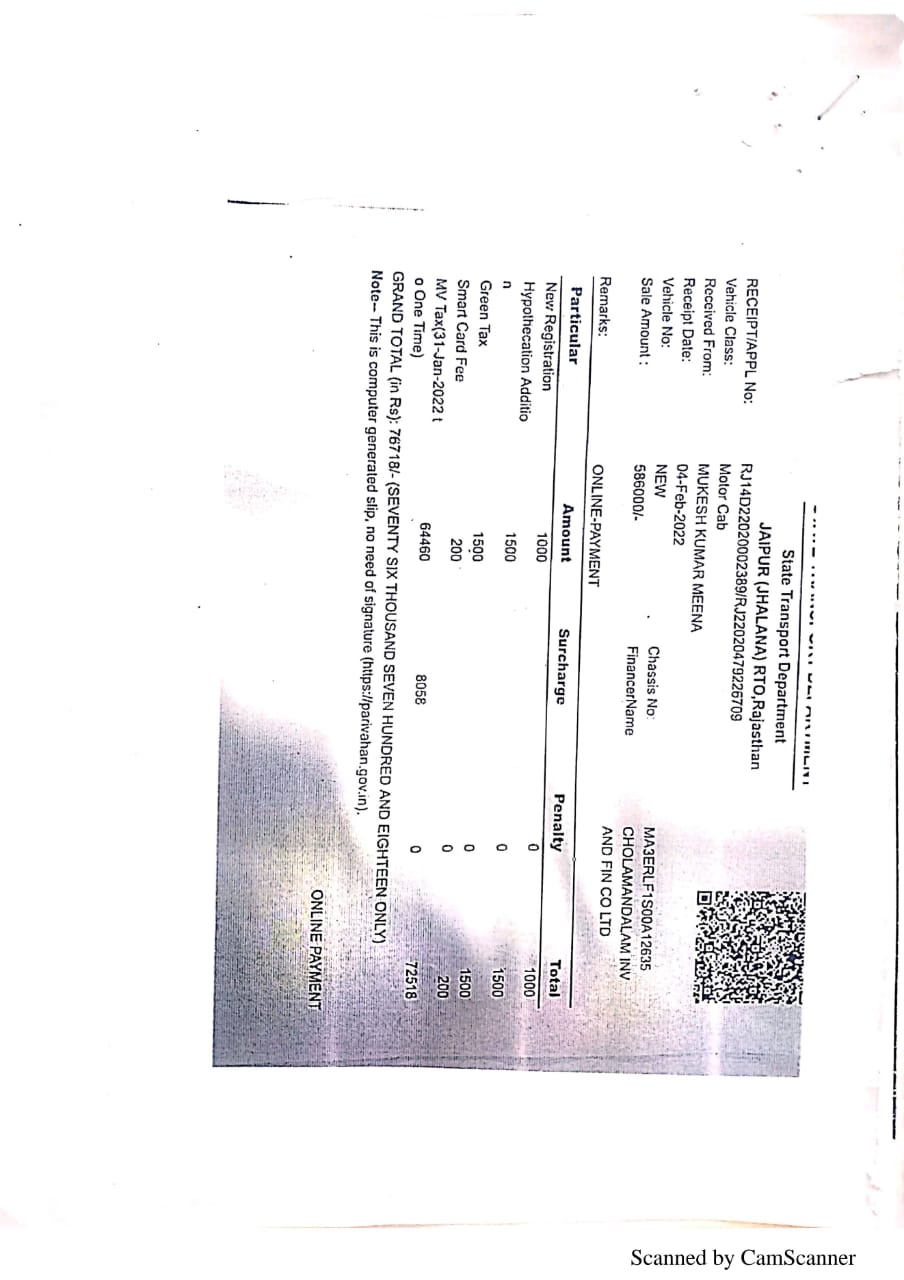 STATE TRANSPORT DEPARTMENT
State Transport Department
JAIPUR (JHALANA) RTO,Rajasthan
RECEIPT/APPL No: RJ14D22020002389/RJ22020479226709
Vehicle Class: Motor Cab
Received From: MUKESH KUMAR MEENA
Receipt Date: 04-Feb-2022
Vehicle No: NEW Chassis No: MA3ERLF1S00A12635
Sale Amount : 586000/- FinancerName CHOLAMANDALAM INV
AND FIN CO LTD
Remarks: ONLINE-PAYMENT
Particular Amount Surcharge Penalty Total
New Registration 1000 0 1000
Hypothecation Additio
n 1500 0 1500
Green Tax 1500 0 1500
Smart Card Fee 200 0 200
MV Tax(31-Jan-2022 t
o One Time) 64460 8058 0 72518
GRAND TOTAL (in Rs): 76718/- (SEVENTY SIX THOUSAND SEVEN HUNDRED AND EIGHTEEN ONLY)
Note-- This is computer generated slip, no need of signature (https://parivahan.gov.in).
ONLINE PAYMENT
Scanned by CamScanner